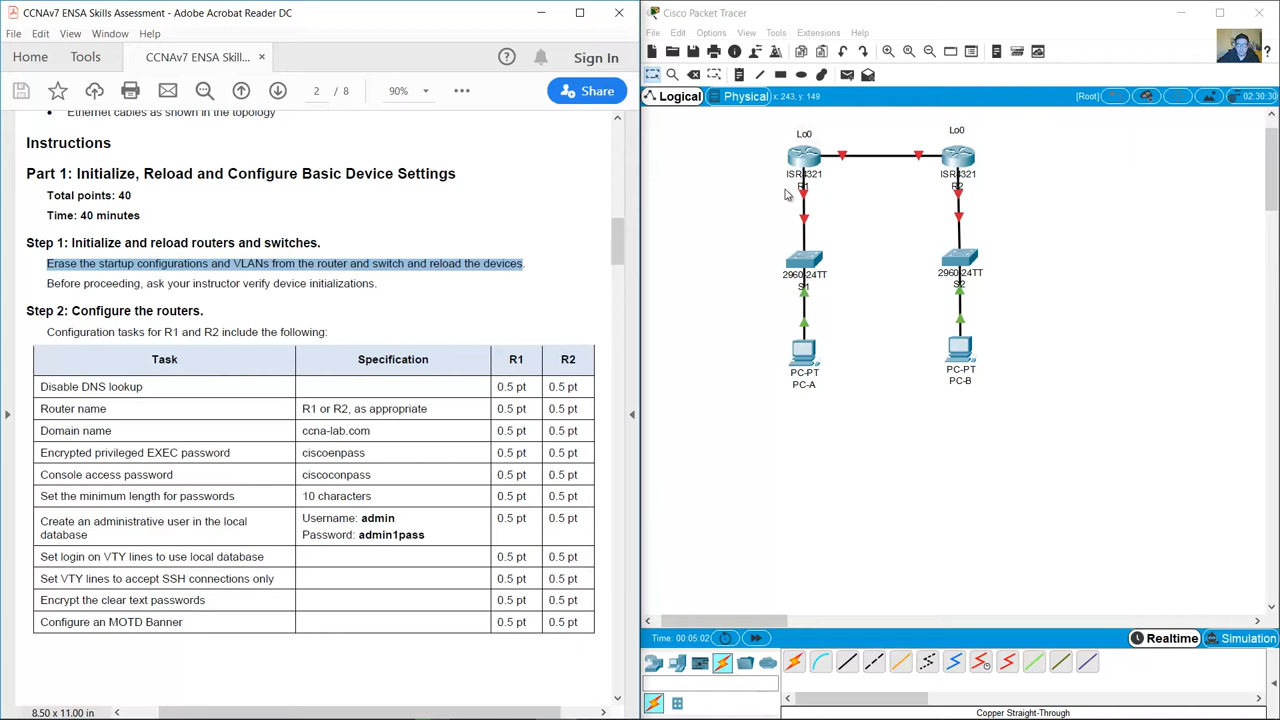 CCNAv7 ENSA Skills Assessment - Adobe Acrobat Reader DC
File Edit View Window Help
Home Tools CCNAv7 ENSA Skil... × Sign In
2 / 8 90% Share
Ethernet cables as shown in the topology
Instructions
Part 1: Initialize, Reload and Configure Basic Device Settings
Total points: 40
Time: 40 minutes
Step 1: Initialize and reload routers and switches.
Erase the startup configurations and VLANs from the router and switch and reload the devices.
Before proceeding, ask your instructor verify device initializations.
Step 2: Configure the routers.
Configuration tasks for R1 and R2 include the following:
Task Specification R1 R2
Disable DNS lookup 0.5 pt 0.5 pt
Router name R1 or R2, as appropriate 0.5 pt 0.5 pt
Domain name ccna-lab.com 0.5 pt 0.5 pt
Encrypted privileged EXEC password ciscoenpass 0.5 pt 0.5 pt
Console access password ciscoconpass 0.5 pt 0.5 pt
Set the minimum length for passwords 10 characters 0.5 pt 0.5 pt
Create an administrative user in the local database Username: admin 0.5 pt 0.5 pt
Password: admin1pass
Set login on VTY lines to use local database 0.5 pt 0.5 pt
Set VTY lines to accept SSH connections only 0.5 pt 0.5 pt
Encrypt the clear text passwords 0.5 pt 0.5 pt
Configure an MOTD Banner 0.5 pt 0.5 pt
8.50 x 11.00 in
Cisco Packet Tracer
File Edit Options View Tools Extensions Help
Logical Physical x: 243, y: 149 [Root] 02:30:30
Lo0 Lo0
ISR4321 ISR4321
R1 R2
2960-24TT 2960-24TT
S1 S2
PC-PT PC-PT
PC-A PC-B
Time: 00:05:02 Realtime Simulation
Copper Straight-Through